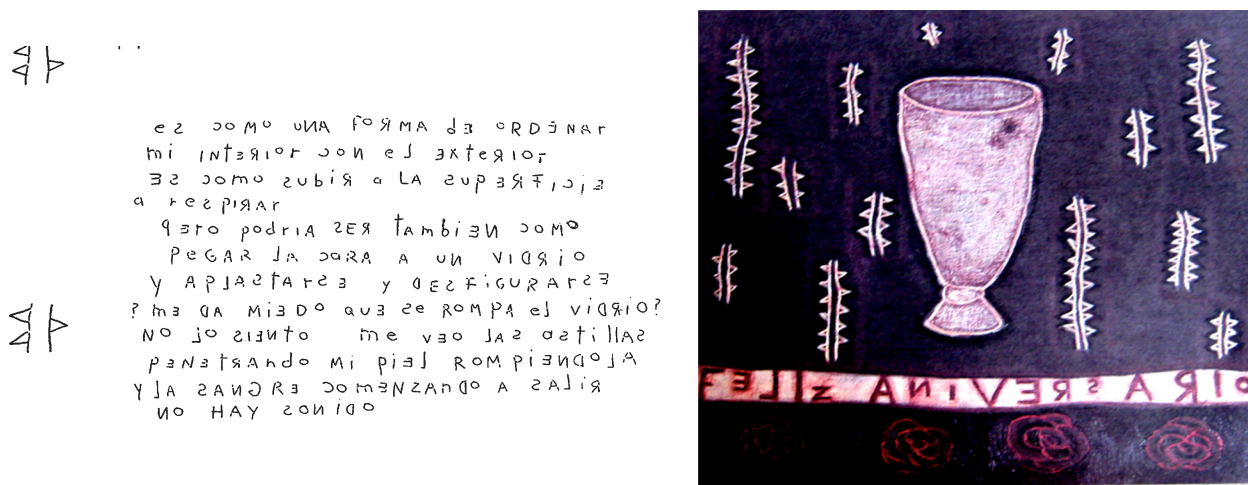 es como UNA foRMA dE ORDENAr
mi INtERior con el ExtERIOr
ES como subiR a LA supERFicie
a respiRAr
pero podriA SER tambiEN coMo
PEGAR LA caRA A uN VIDRiO
y APLAStArsE y DESFiGURArSE
?mE DA MiEDo quE se ROMPA el viDRio?
NO lo SIENto me veo LAS astillAS
pENEtRANdo Mi piel ROMPiENDOLA
Y LA SANGRE comENZAndO A SALiR
NO HAY SONiDO
FELIZ ANiVERsARIO